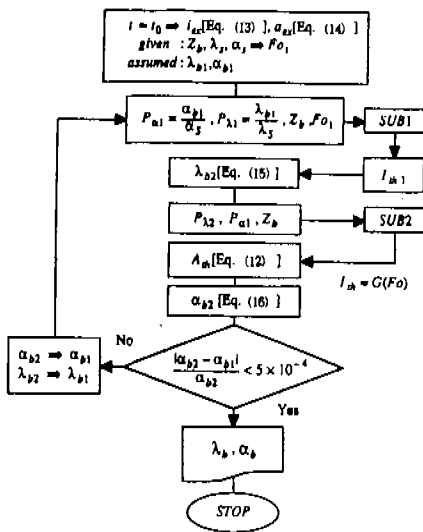 t = t₀ ⇒ i_ex[Eq. (13) ], a_ex[Eq. (14) ]
given : Z_b, λ_s, α_s ⇒ Fo₁
assumed : λ_b1, α_b1
P_α1 = α_b1/α_s , P_λ1 = λ_b1/λ_s , Z_b , Fo₁
SUB1
λ_b2 [Eq. (15) ]
I_sh1
P_λ2 , P_α1 , Z_b
SUB2
A_th [Eq. (12) ]
I_sh = G(Fo)
α_b2 [Eq. (16) ]
No
α_b2 ⇒ α_b1
λ_b2 ⇒ λ_b1
|α_b2 − α_b1|/α_b2 < 5 × 10⁻⁴
Yes
λ_b , α_b
STOP